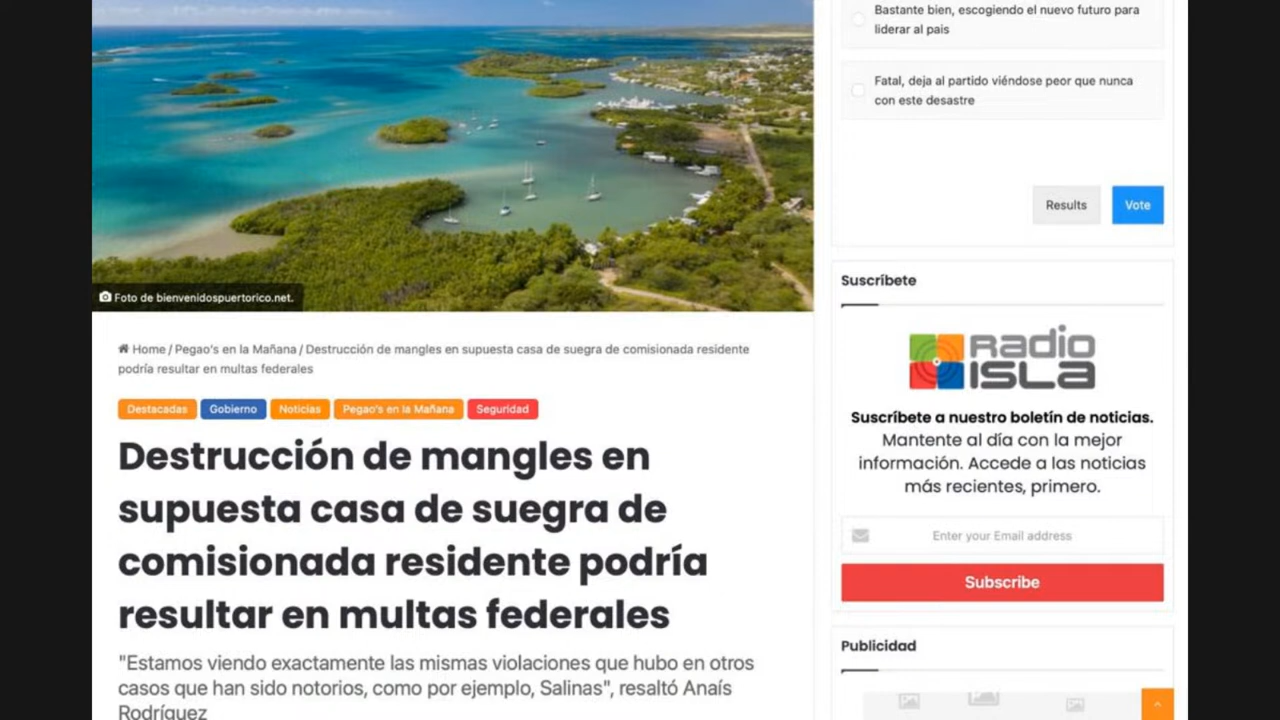 Foto de bienvenidospuertorico.net.
Home / Pegao's en la Mañana / Destrucción de mangles en supuesta casa de suegra de comisionada residente
podría resultar en multas federales
Destacadas Gobierno Noticias Pegao's en la Mañana Seguridad
Destrucción de mangles en
supuesta casa de suegra de
comisionada residente podría
resultar en multas federales
"Estamos viendo exactamente las mismas violaciones que hubo en otros
casos que han sido notorios, como por ejemplo, Salinas", resaltó Anaís
Rodríguez
Bastante bien, escogiendo el nuevo futuro para
liderar al pais
Fatal, deja al partido viéndose peor que nunca
con este desastre
Results Vote
Suscríbete
Radio
ISLa
Suscríbete a nuestro boletín de noticias.
Mantente al día con la mejor
información. Accede a las noticias
más recientes, primero.
Enter your Email address
Subscribe
Publicidad